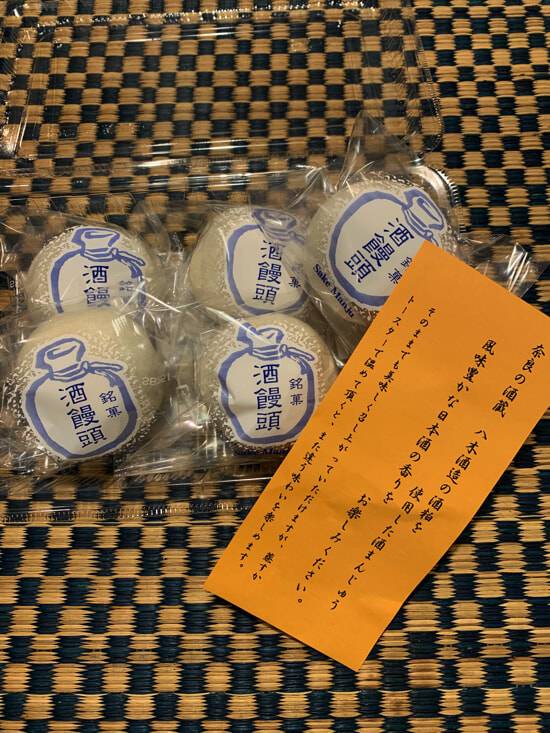 銘菓
酒饅頭
銘菓
酒饅頭
銘菓
酒饅頭
Sake Manju
銘菓
酒饅頭
銘菓
酒饅頭
Sake Manju
奈良の酒蔵 八木酒造の酒粕を
使用した酒まんじゅう
風味豊かな日本酒の香りを
お楽しみください。
そのままでも美味しく召し上がっていただけますが、蒸すか
トースターで温めて頂くと、また違う味わいを楽しめます。